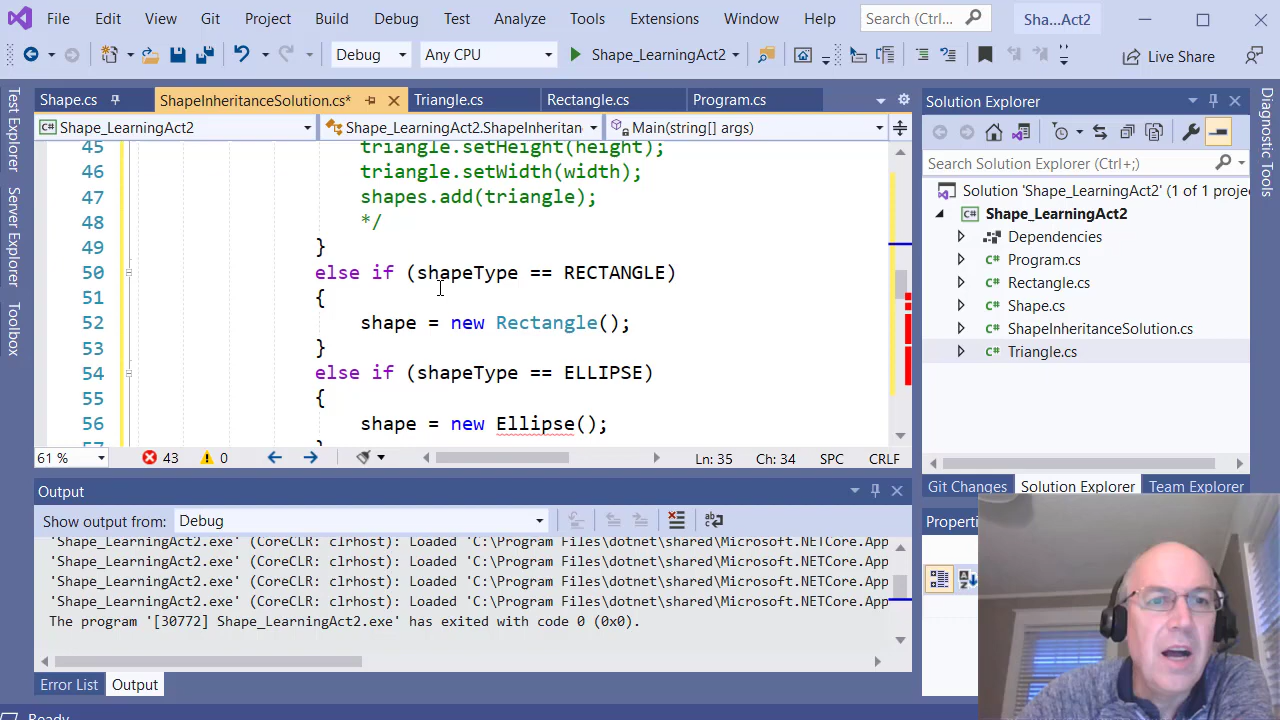 File Edit View Git Project Build Debug Test Analyze Tools Extensions Window Help Search (Ctrl... Sha...Act2
Debug Any CPU Shape_LearningAct2 Live Share
Shape.cs ShapeInheritanceSolution.cs* Triangle.cs Rectangle.cs Program.cs
Shape_LearningAct2 Shape_LearningAct2.ShapeInheritan Main(string[] args)
Test Explorer
Server Explorer
Toolbox
45 triangle.setHeight(height);
46 triangle.setWidth(width);
47 shapes.add(triangle);
48 */
49 }
50 else if (shapeType == RECTANGLE)
51 {
52 shape = new Rectangle();
53 }
54 else if (shapeType == ELLIPSE)
55 {
56 shape = new Ellipse();
57 }
61 % 43 0 Ln: 35 Ch: 34 SPC CRLF
Output
Show output from: Debug
'Shape_LearningAct2.exe' (CoreCLR: clrhost): Loaded 'C:\Program Files\dotnet\shared\Microsoft.NETCore.App
'Shape_LearningAct2.exe' (CoreCLR: clrhost): Loaded 'C:\Program Files\dotnet\shared\Microsoft.NETCore.App
'Shape_LearningAct2.exe' (CoreCLR: clrhost): Loaded 'C:\Program Files\dotnet\shared\Microsoft.NETCore.App
'Shape_LearningAct2.exe' (CoreCLR: clrhost): Loaded 'C:\Program Files\dotnet\shared\Microsoft.NETCore.App
The program '[30772] Shape_LearningAct2.exe' has exited with code 0 (0x0).
Error List Output
Ready
Solution Explorer
Search Solution Explorer (Ctrl+;)
Solution 'Shape_LearningAct2' (1 of 1 proje
Shape_LearningAct2
Dependencies
Program.cs
Rectangle.cs
Shape.cs
ShapeInheritanceSolution.cs
Triangle.cs
Git Changes Solution Explorer Team Explorer
Properti
Diagnostic Tools